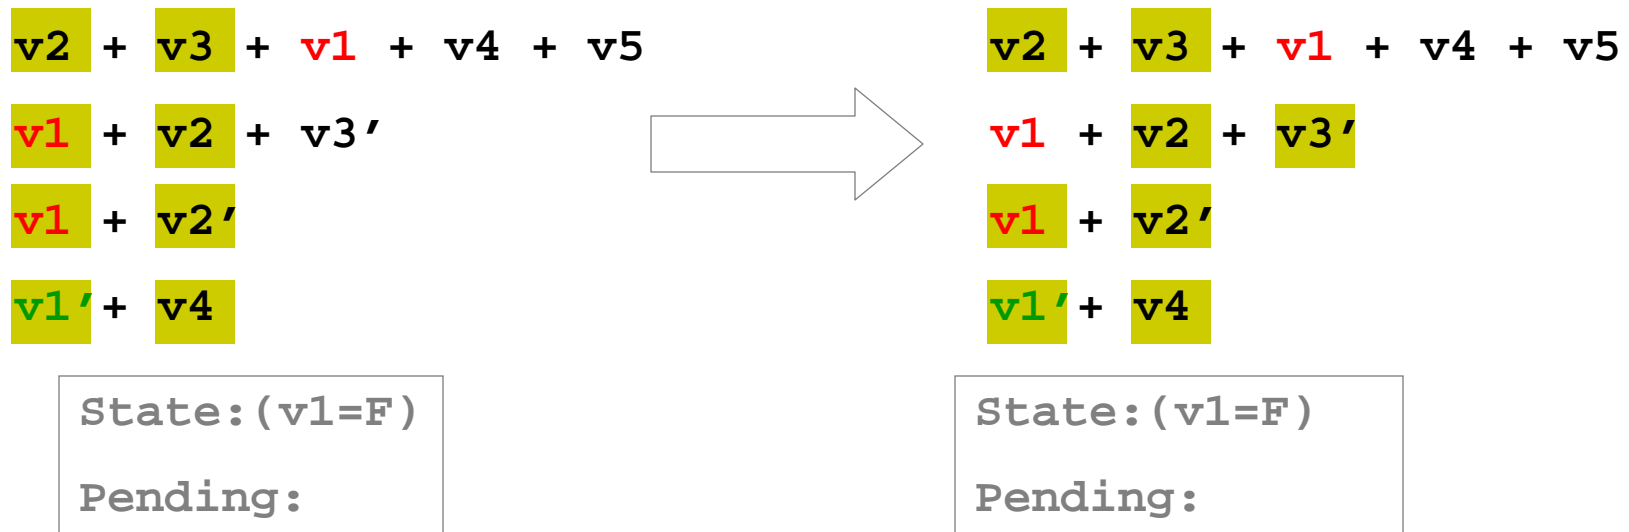 v2 + v3 + v1 + v4 + v5
v1 + v2 + v3′
v1 + v2′
v1′+ v4
State:(v1=F)
Pending:
v2 + v3 + v1 + v4 + v5
v1 + v2 + v3′
v1 + v2′
v1′+ v4
State:(v1=F)
Pending: